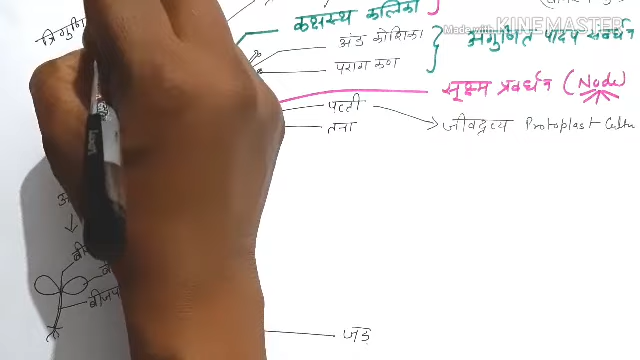 कक्षस्थ कलिका
Made with KINEMASTER
अंड कोशिका
अगुणित पादप संवर्धन
पराग कण
सूक्ष्म प्रवर्धन (Node)
पत्ती
जीवद्रव्य Protoplast Cultu
तना
जड़